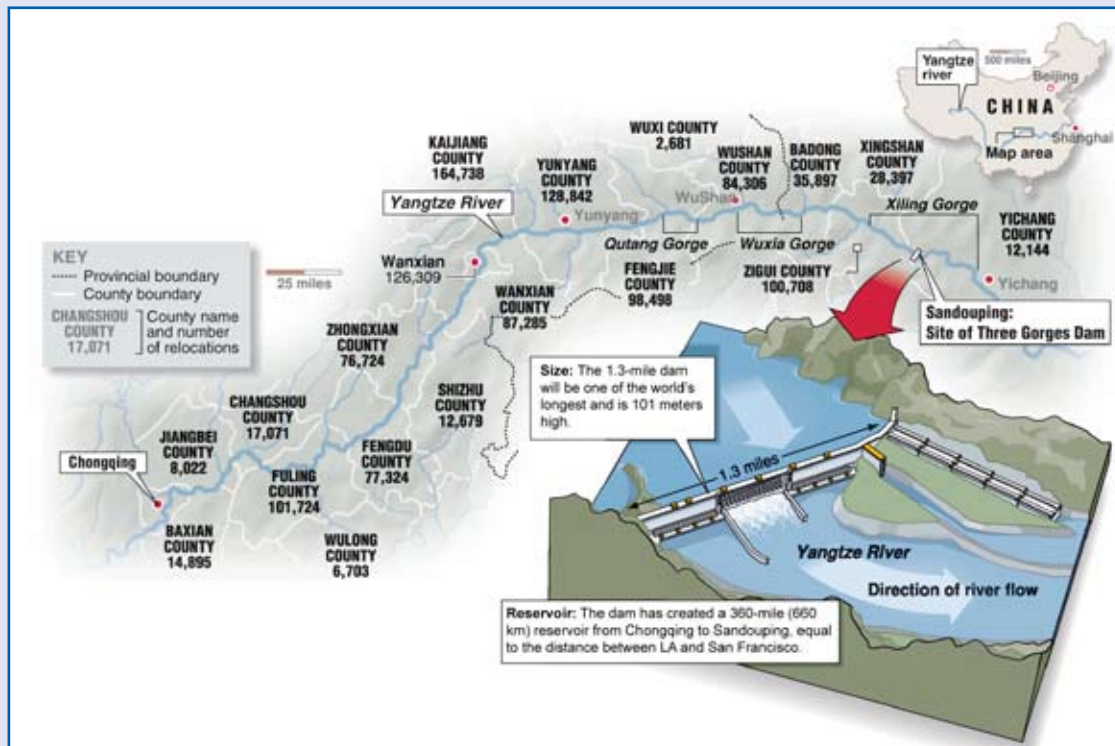 Yangtze
river
500 miles
Beijing
CHINA
Shanghai
Map area
WUXI COUNTY
2,681
KAIJIANG
COUNTY
164,738
YUNYANG
COUNTY
128,842
WUSHAN
COUNTY
84,306
BADONG
COUNTY
35,897
XINGSHAN
COUNTY
28,397
Yangtze River
Yunyang
WuShan
Xiling Gorge
Qutang Gorge
Wuxia Gorge
YICHANG
COUNTY
12,144
Yichang
KEY
Provincial boundary
County boundary
CHANGSHOU
COUNTY
17,071
County name
and number
of relocations
25 miles
Wanxian
126,309
WANXIAN
COUNTY
87,285
FENGJIE
COUNTY
98,498
ZIGUI COUNTY
100,708
Sandouping:
Site of Three Gorges Dam
ZHONGXIAN
COUNTY
76,724
SHIZHU
COUNTY
12,679
Size: The 1.3-mile dam
will be one of the world's
longest and is 101 meters
high.
CHANGSHOU
COUNTY
17,071
JIANGBEI
COUNTY
8,022
Chongqing
FENGDU
COUNTY
77,324
FULING
COUNTY
101,724
BAXIAN
COUNTY
14,895
WULONG
COUNTY
6,703
1.3 miles
Yangtze River
Direction of river flow
Reservoir: The dam has created a 360-mile (660
km) reservoir from Chongqing to Sandouping, equal
to the distance between LA and San Francisco.